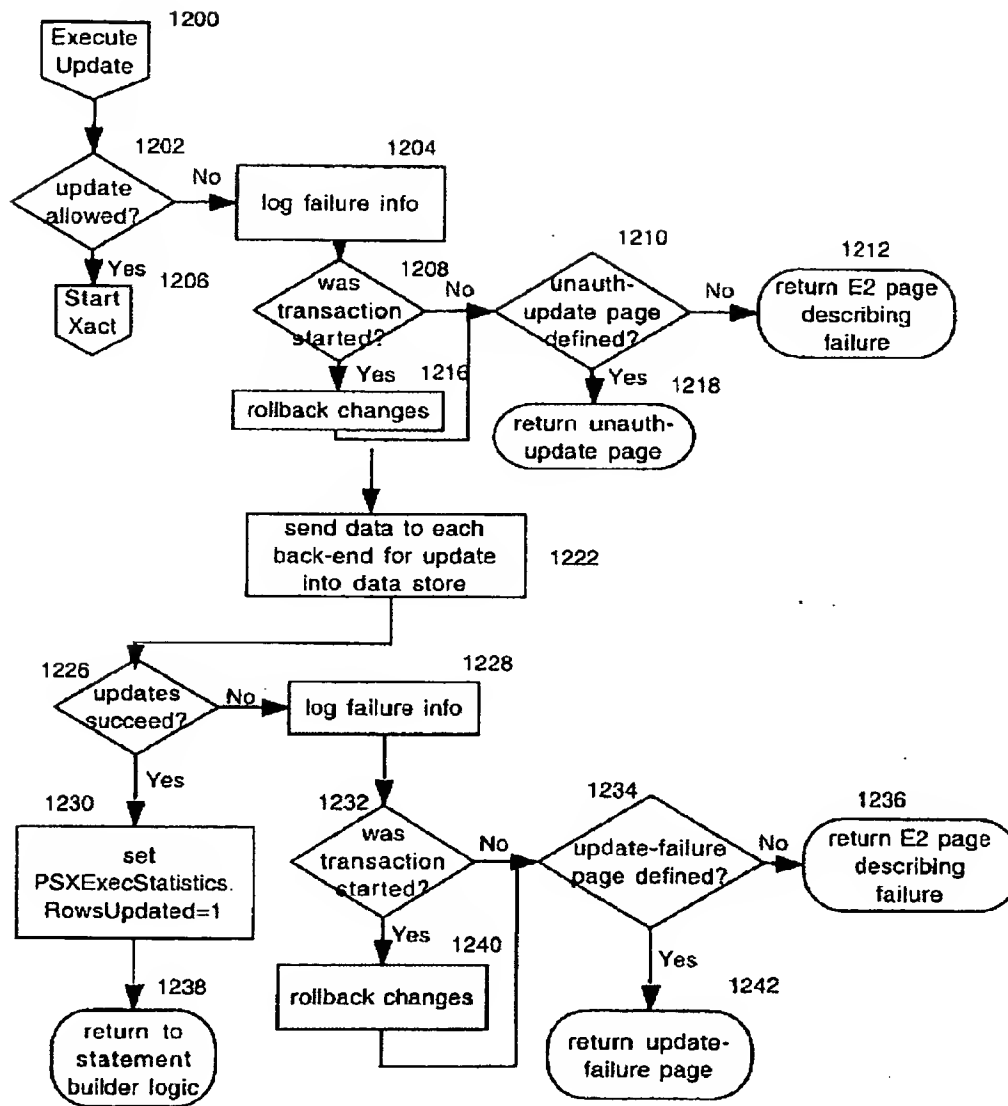 1200
Execute
Update
1202
update
allowed?
No
1204
log failure info
Yes
1206
Start
Xact
was
transaction
started?
1208
No
1210
unauth-
update page
defined?
No
1212
return E2 page
describing
failure
Yes
1216
rollback changes
Yes
1218
return unauth-
update page
send data to each
back-end for update
into data store
1222
1226
updates
succeed?
No
1228
log failure info
Yes
1230
set
PSXExecStatistics.
RowsUpdated=1
1232
was
transaction
started?
No
1234
update-failure
page defined?
No
1236
return E2 page
describing
failure
Yes
1240
rollback changes
Yes
1242
return update-
failure page
1238
return to
statement
builder logic